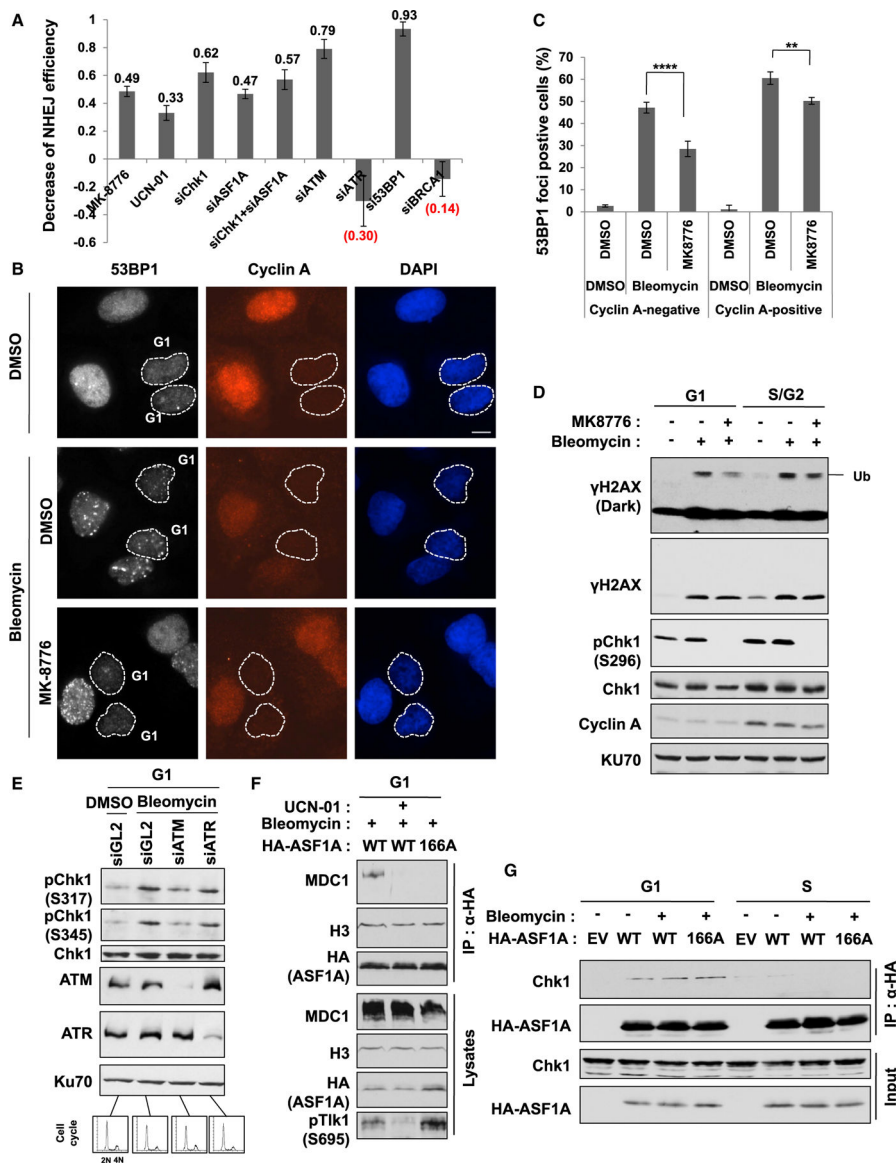 A
Decrease of NHEJ efficiency
1
0.8
0.6
0.4
0.2
0
-0.2
-0.4
-0.6
0.49
0.33
0.62
0.47
0.57
0.79
(0.30)
0.93
(0.14)
MK-8776
UCN-01
siChk1
siASF1A
siChk1+siASF1A
siATM
siATR
si53BP1
siBRCA1
B
53BP1 Cyclin A DAPI
DMSO
G1
G1
Bleomycin
DMSO
G1
G1
MK-8776
G1
G1
C
53BP1 foci postive cells (%)
70
60
50
40
30
20
10
0
**** **
DMSO DMSO MK8776 DMSO DMSO MK8776
DMSO Bleomycin DMSO Bleomycin
Cyclin A-negative Cyclin A-positive
D
G1 S/G2
MK8776 : - - + - - +
Bleomycin : - + + - + +
γH2AX
(Dark)
Ub
γH2AX
pChk1
(S296)
Chk1
Cyclin A
KU70
E
G1
DMSO Bleomycin
siGL2 siGL2 siATM siATR
pChk1
(S317)
pChk1
(S345)
Chk1
ATM
ATR
Ku70
Cell
cycle
2N 4N
F
G1
UCN-01 : +
Bleomycin : + + +
HA-ASF1A : WT WT 166A
MDC1
H3
HA
(ASF1A)
IP : α-HA
MDC1
H3
HA
(ASF1A)
pTlk1
(S695)
Lysates
G
G1 S
Bleomycin : - - + + - - + +
HA-ASF1A : EV WT WT 166A EV WT WT 166A
Chk1
HA-ASF1A
IP : α-HA
Chk1
HA-ASF1A
Input